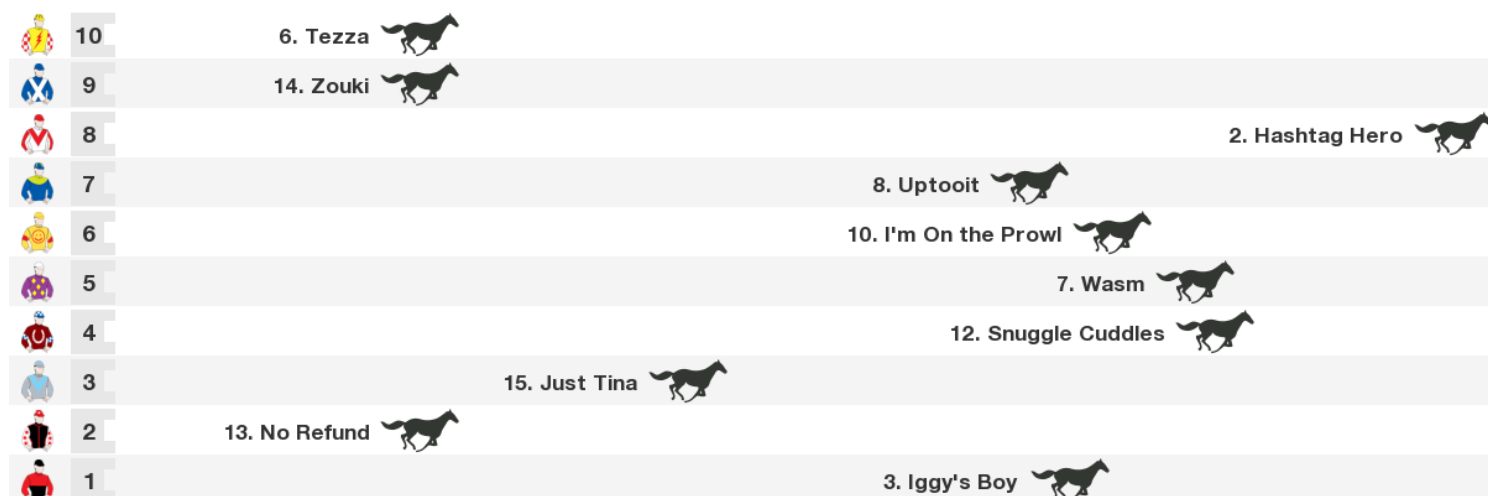 10 6. Tezza
9 14. Zouki
8 2. Hashtag Hero
7 8. Uptooit
6 10. I'm On the Prowl
5 7. Wasm
4 12. Snuggle Cuddles
3 15. Just Tina
2 13. No Refund
1 3. Iggy's Boy